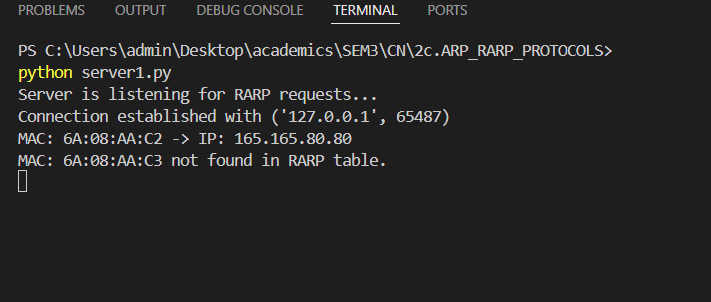 PROBLEMS OUTPUT DEBUG CONSOLE TERMINAL PORTS
PS C:\Users\admin\Desktop\academics\SEM3\CN\2c.ARP_RARP_PROTOCOLS>
python server1.py
Server is listening for RARP requests...
Connection established with ('127.0.0.1', 65487)
MAC: 6A:08:AA:C2 -> IP: 165.165.80.80
MAC: 6A:08:AA:C3 not found in RARP table.